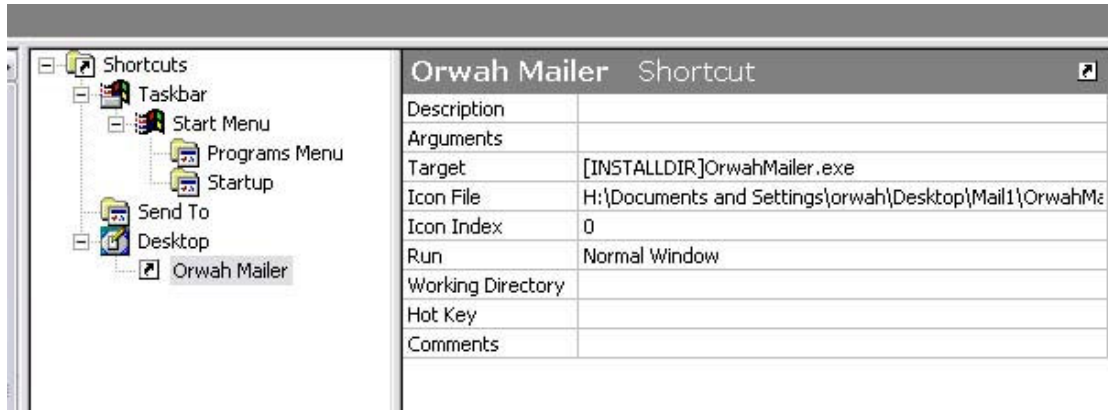 Shortcuts
Taskbar
Start Menu
Programs Menu
Startup
Send To
Desktop
Orwah Mailer
Orwah Mailer Shortcut
Description
Arguments
Target [INSTALLDIR]OrwahMailer.exe
Icon File H:\Documents and Settings\orwah\Desktop\Mail1\OrwahMa
Icon Index 0
Run Normal Window
Working Directory
Hot Key
Comments